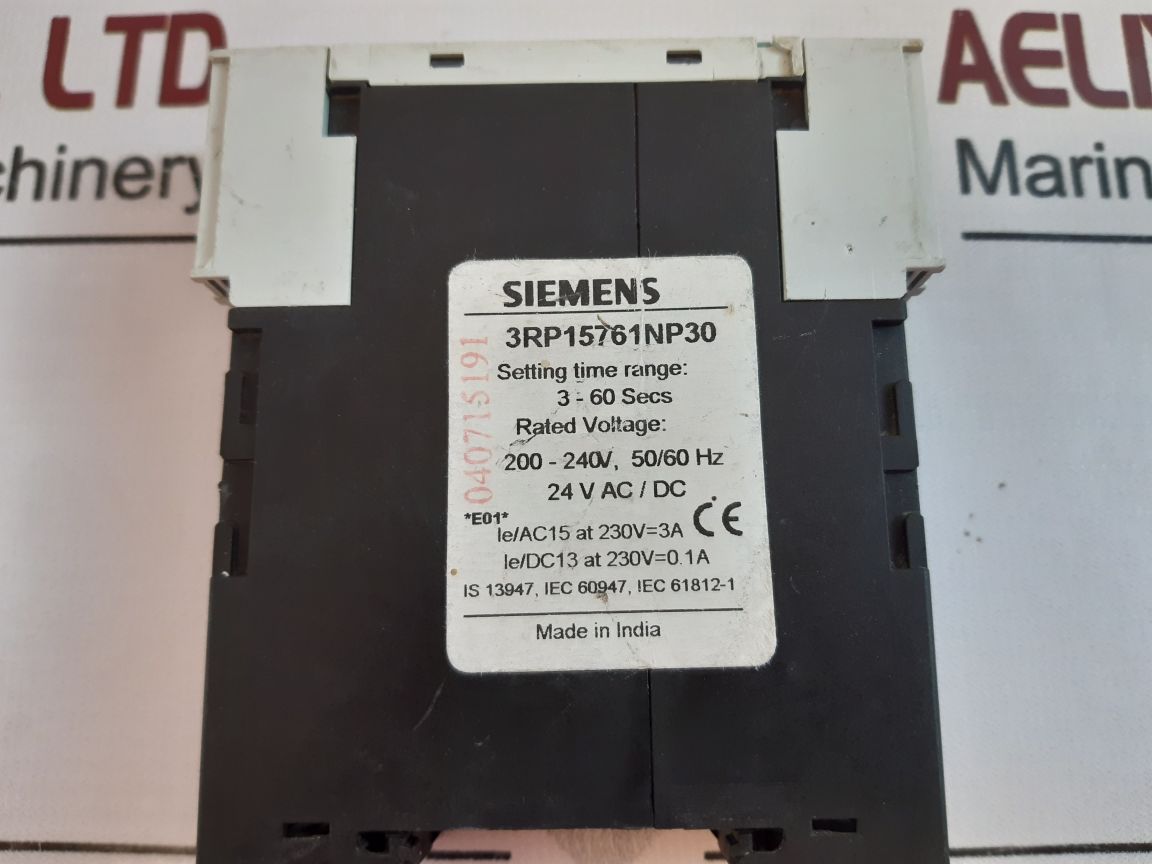 LTD
AELI
chinery
Marin
SIEMENS
3RP15761NP30
040715191
Setting time range:
3 - 60 Secs
Rated Voltage:
200 - 240V, 50/60 Hz
24 V AC / DC
*E01*
CE
Ie/AC15 at 230V=3A
Ie/DC13 at 230V=0.1A
IS 13947, IEC 60947, IEC 61812-1
Made in India